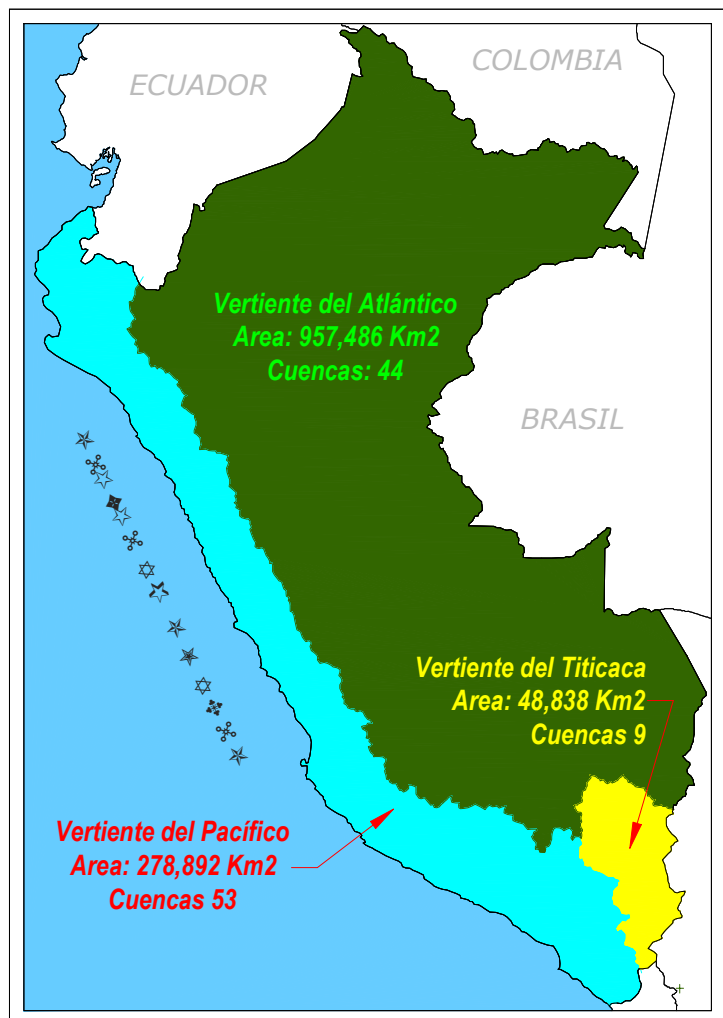 ECUADOR
COLOMBIA
Vertiente del Atlántico
Area: 957,486 Km2
Cuencas: 44
BRASIL
Vertiente del Titicaca
Area: 48,838 Km2
Cuencas 9
Vertiente del Pacífico
Area: 278,892 Km2
Cuencas 53